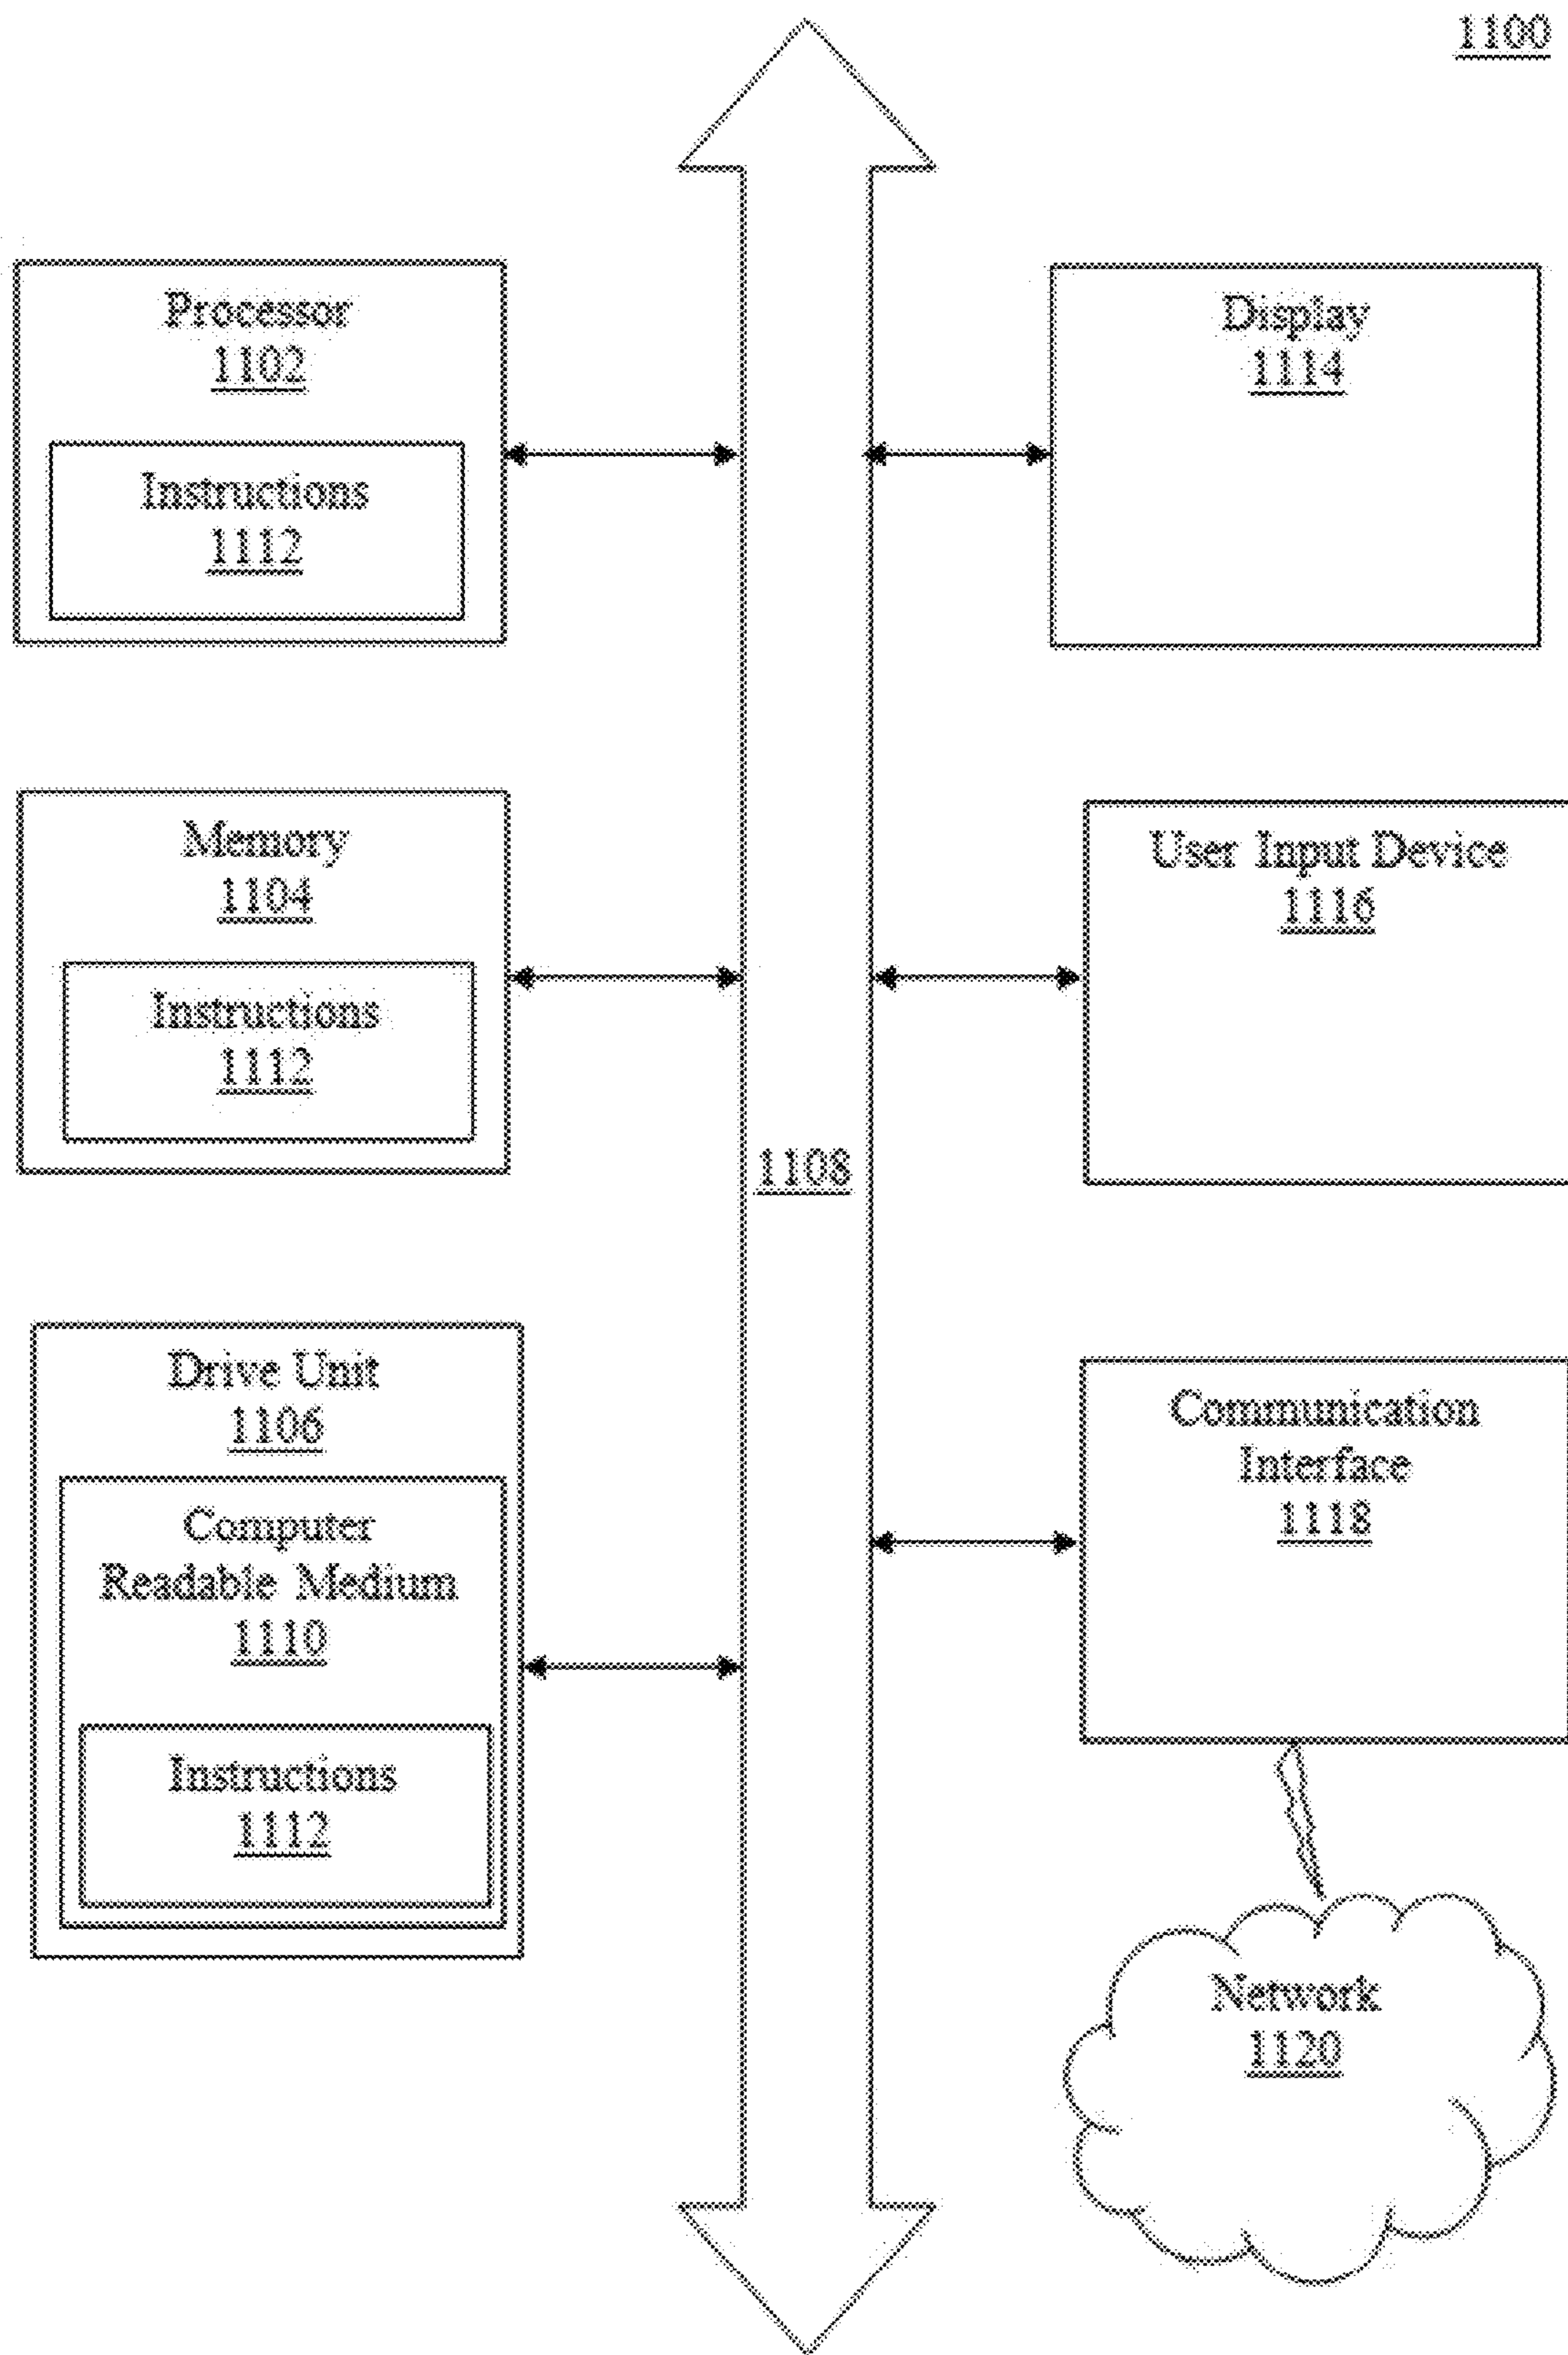 1100
Processor
1102
Instructions
1112
Display
1114
Memory
1104
Instructions
1112
User Input Device
1116
1108
Drive Unit
1106
Computer
Readable Medium
1110
Instructions
1112
Communication
Interface
1118
Network
1120